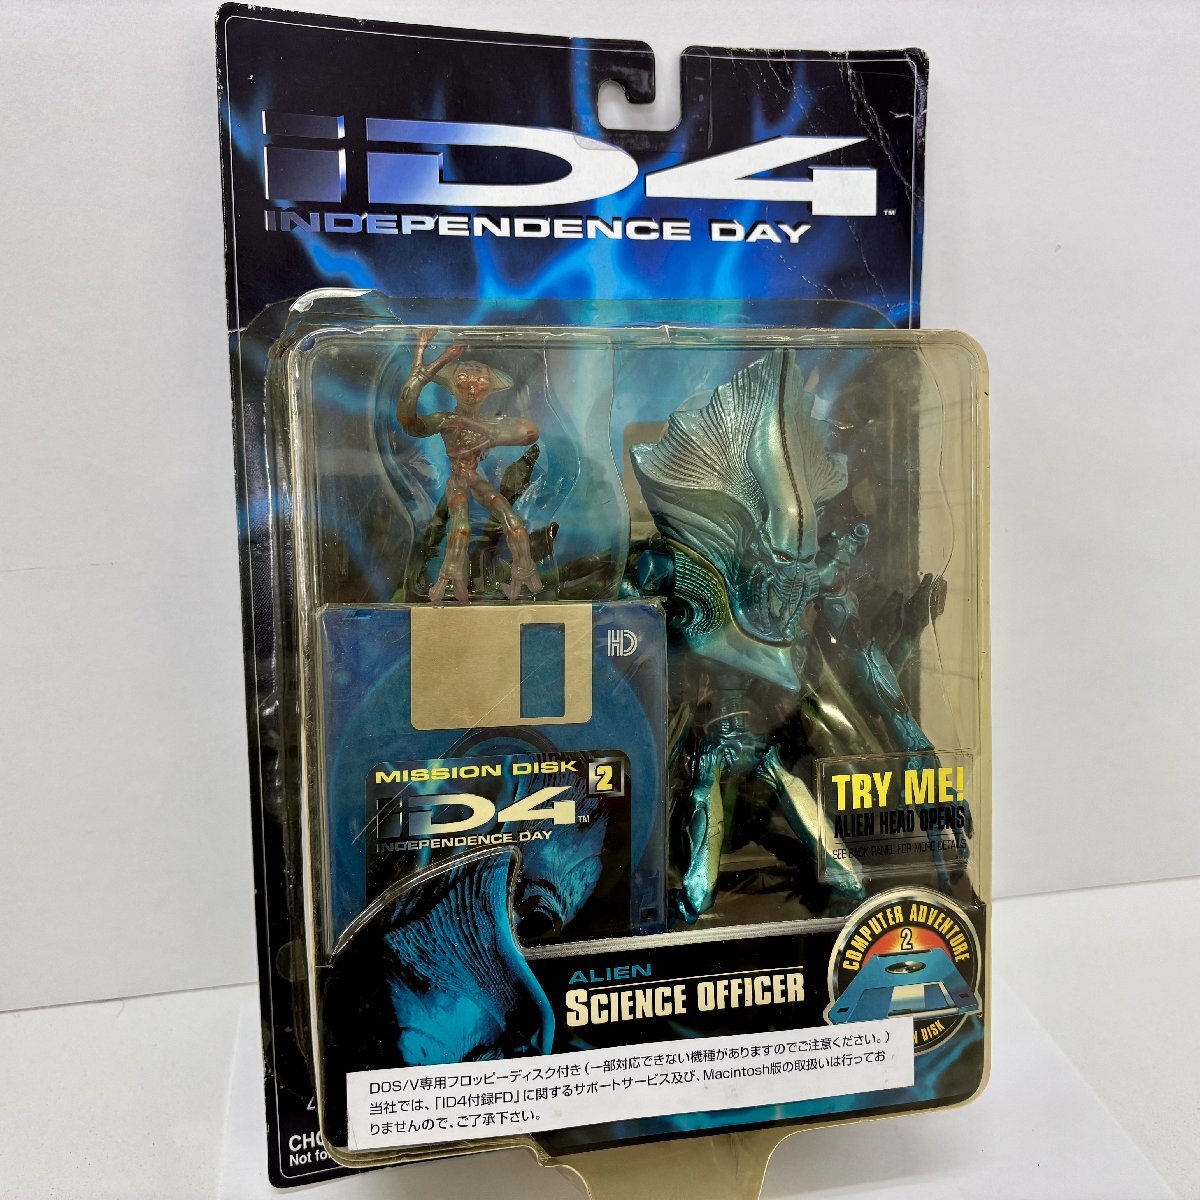 iD4™
INDEPENDENCE DAY
HD
MISSION DISK 2
iD4™
INDEPENDENCE DAY
TRY ME!
ALIEN HEAD OPENS
SEE BACK PANEL FOR MORE DETAILS
COMPUTER ADVENTURE
2
DISK
ALIEN
SCIENCE OFFICER
DOS/V専用フロッピーディスク付き(一部対応できない機種がありますのでご注意ください。)
当社では、「ID4付録FD」に関するサポートサービス及び、Macintosh版の取扱いは行ってお
りませんので、ご了承下さい。
Not for